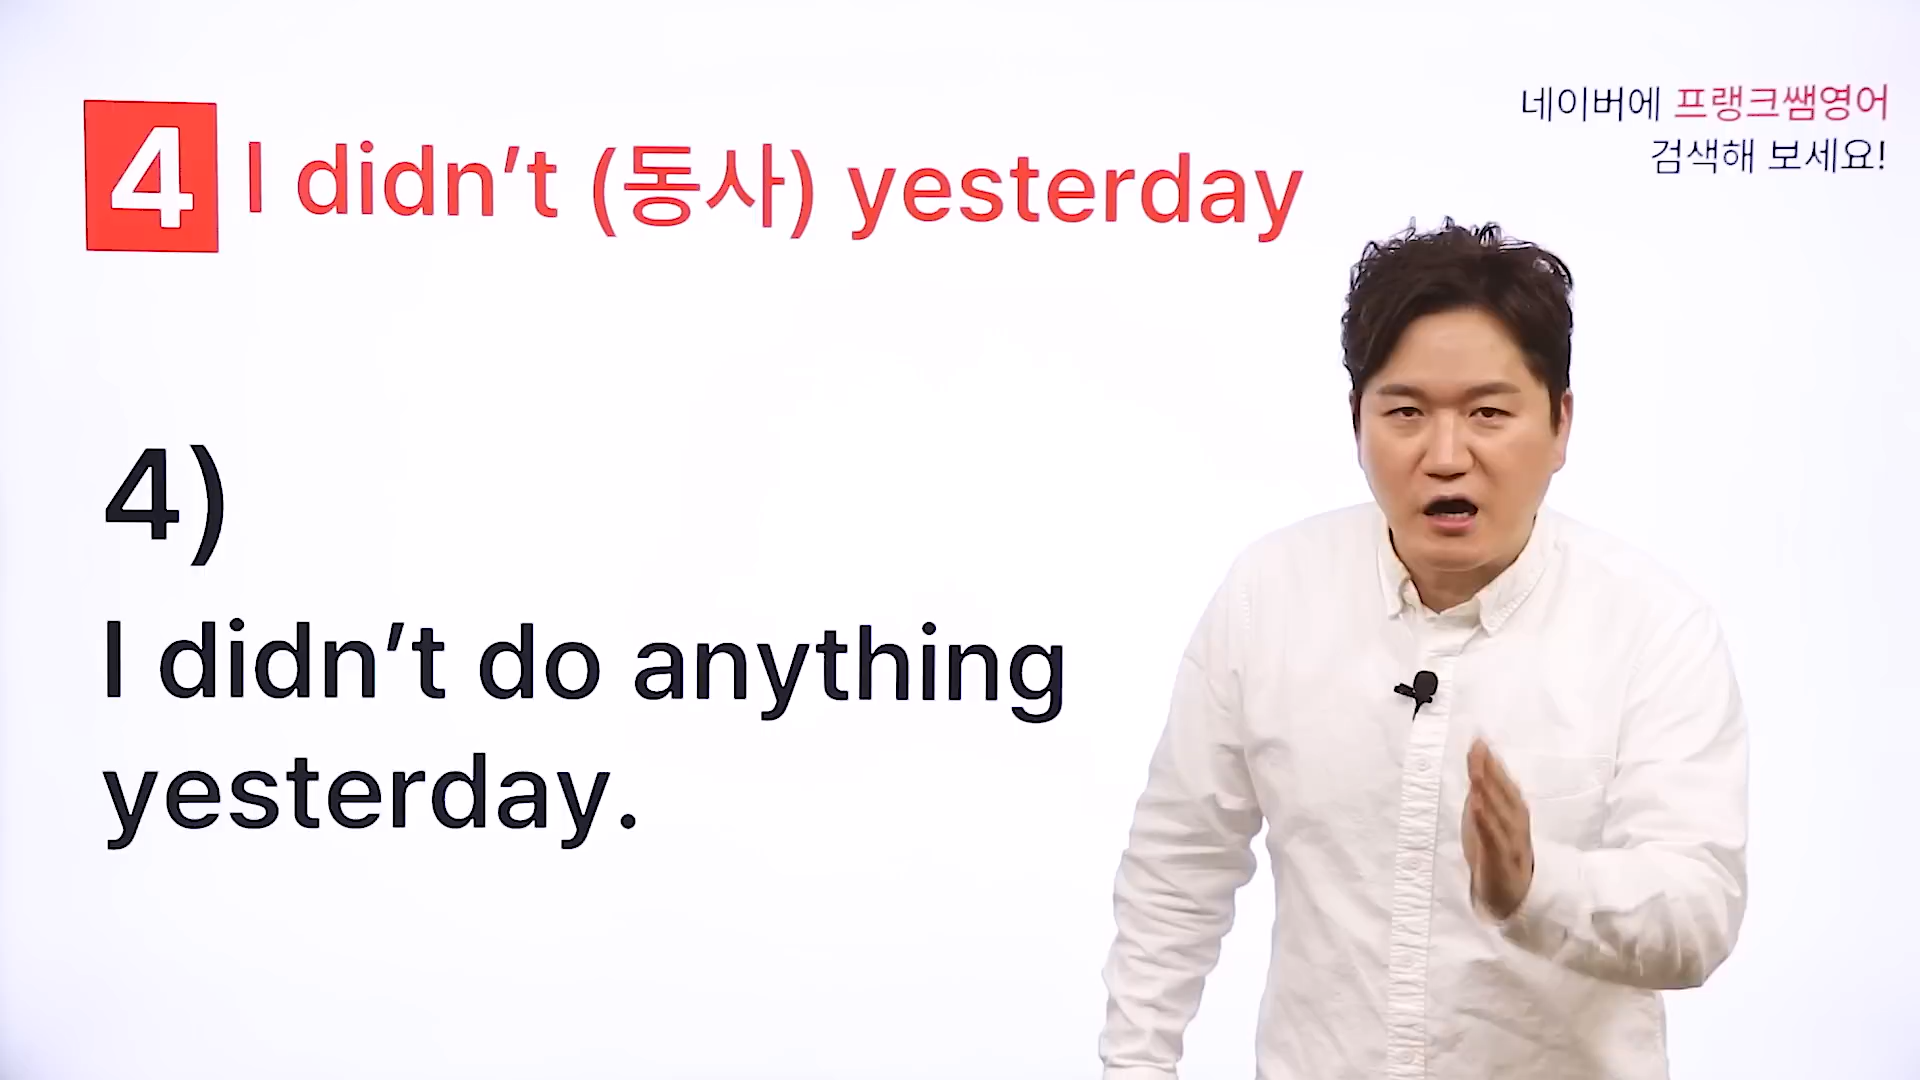 네이버에 프랭크쌤영어
검색해 보세요!
4 I didn’t (동사) yesterday
4)
I didn’t do anything
yesterday.